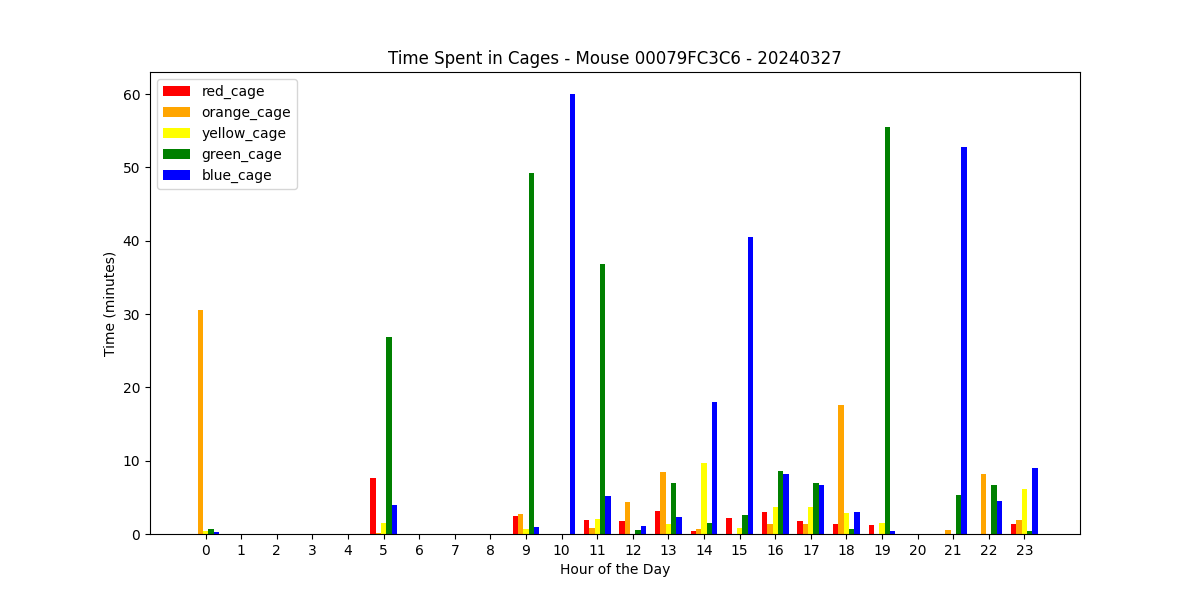 Time Spent in Cages - Mouse 00079FC3C6 - 20240327
red_cage
orange_cage
yellow_cage
green_cage
blue_cage
60
50
40
30
20
10
0
Time (minutes)
0 1 2 3 4 5 6 7 8 9 10 11 12 13 14 15 16 17 18 19 20 21 22 23
Hour of the Day